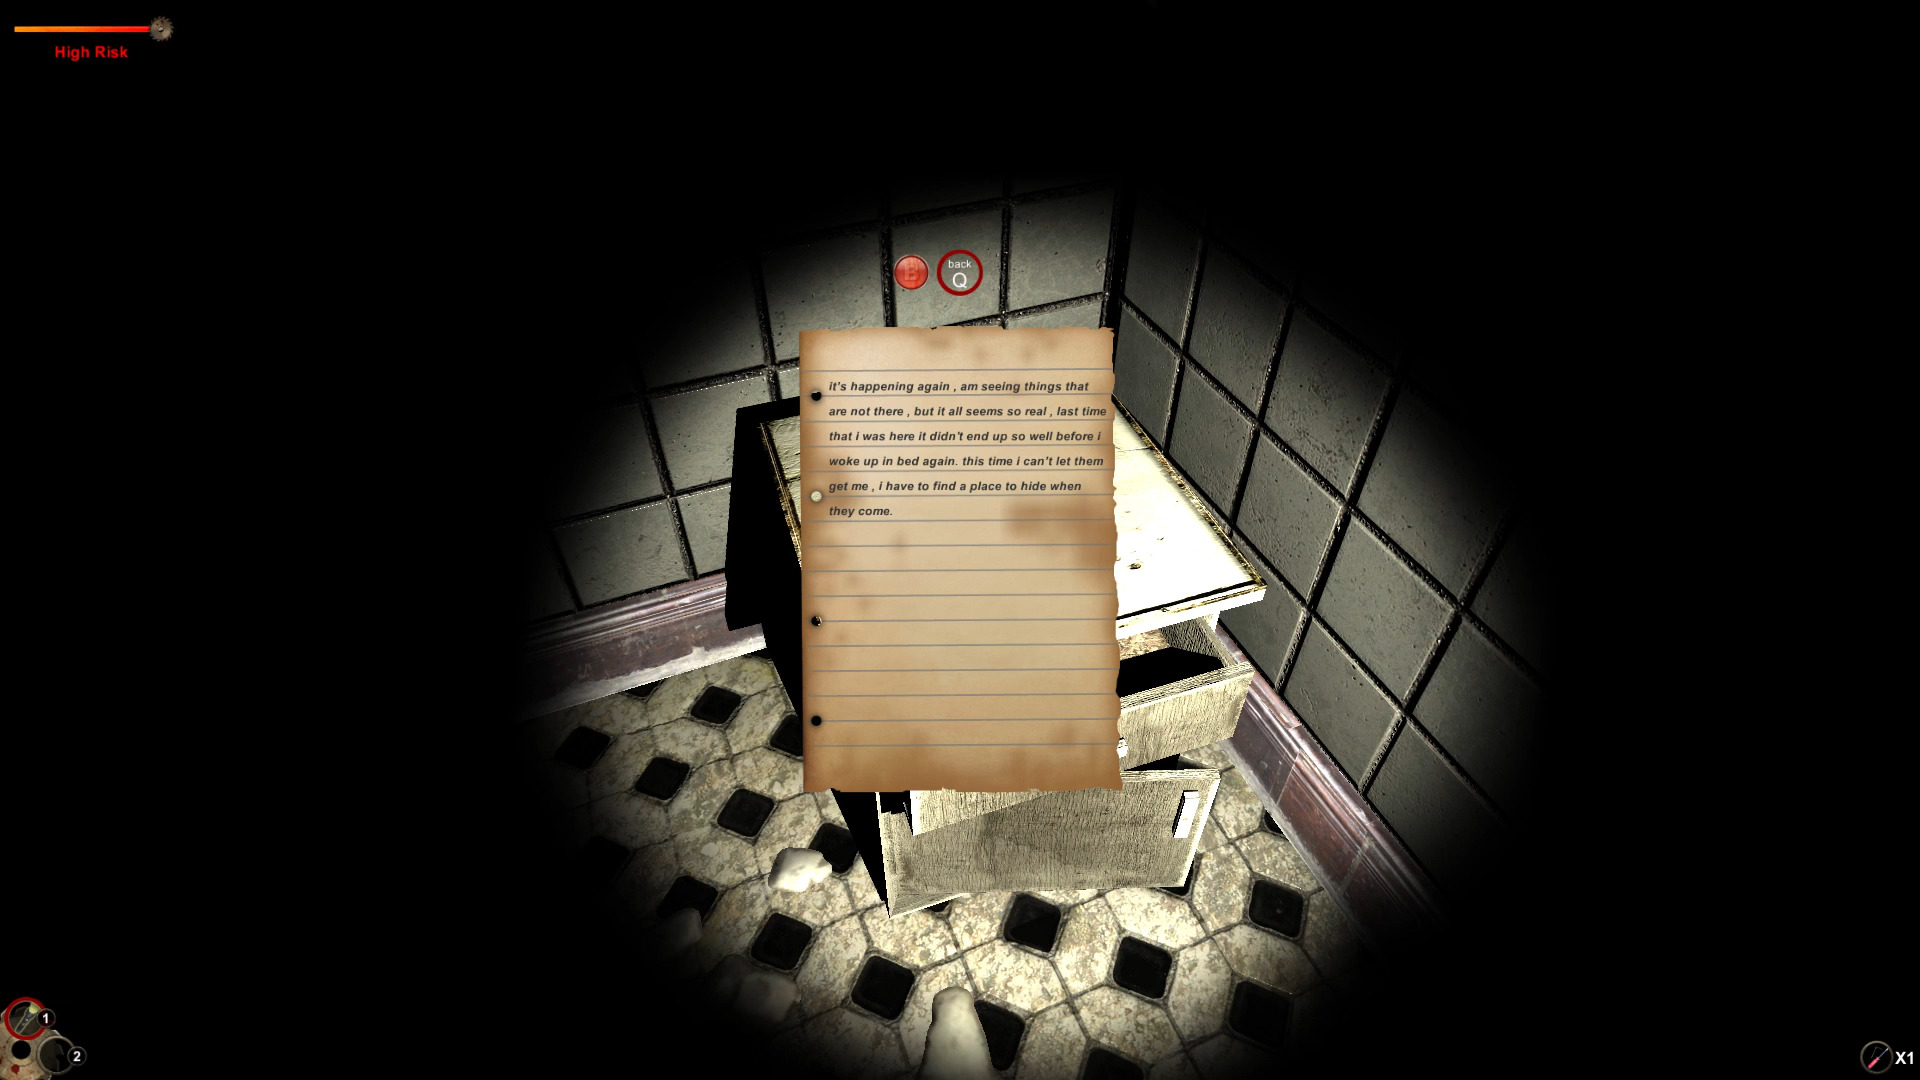 High Risk
B
back
Q
it's happening again , am seeing things that
are not there , but it all seems so real , last time
that i was here it didn't end up so well before i
woke up in bed again. this time i can't let them
get me , i have to find a place to hide when
they come.
1
2
X1